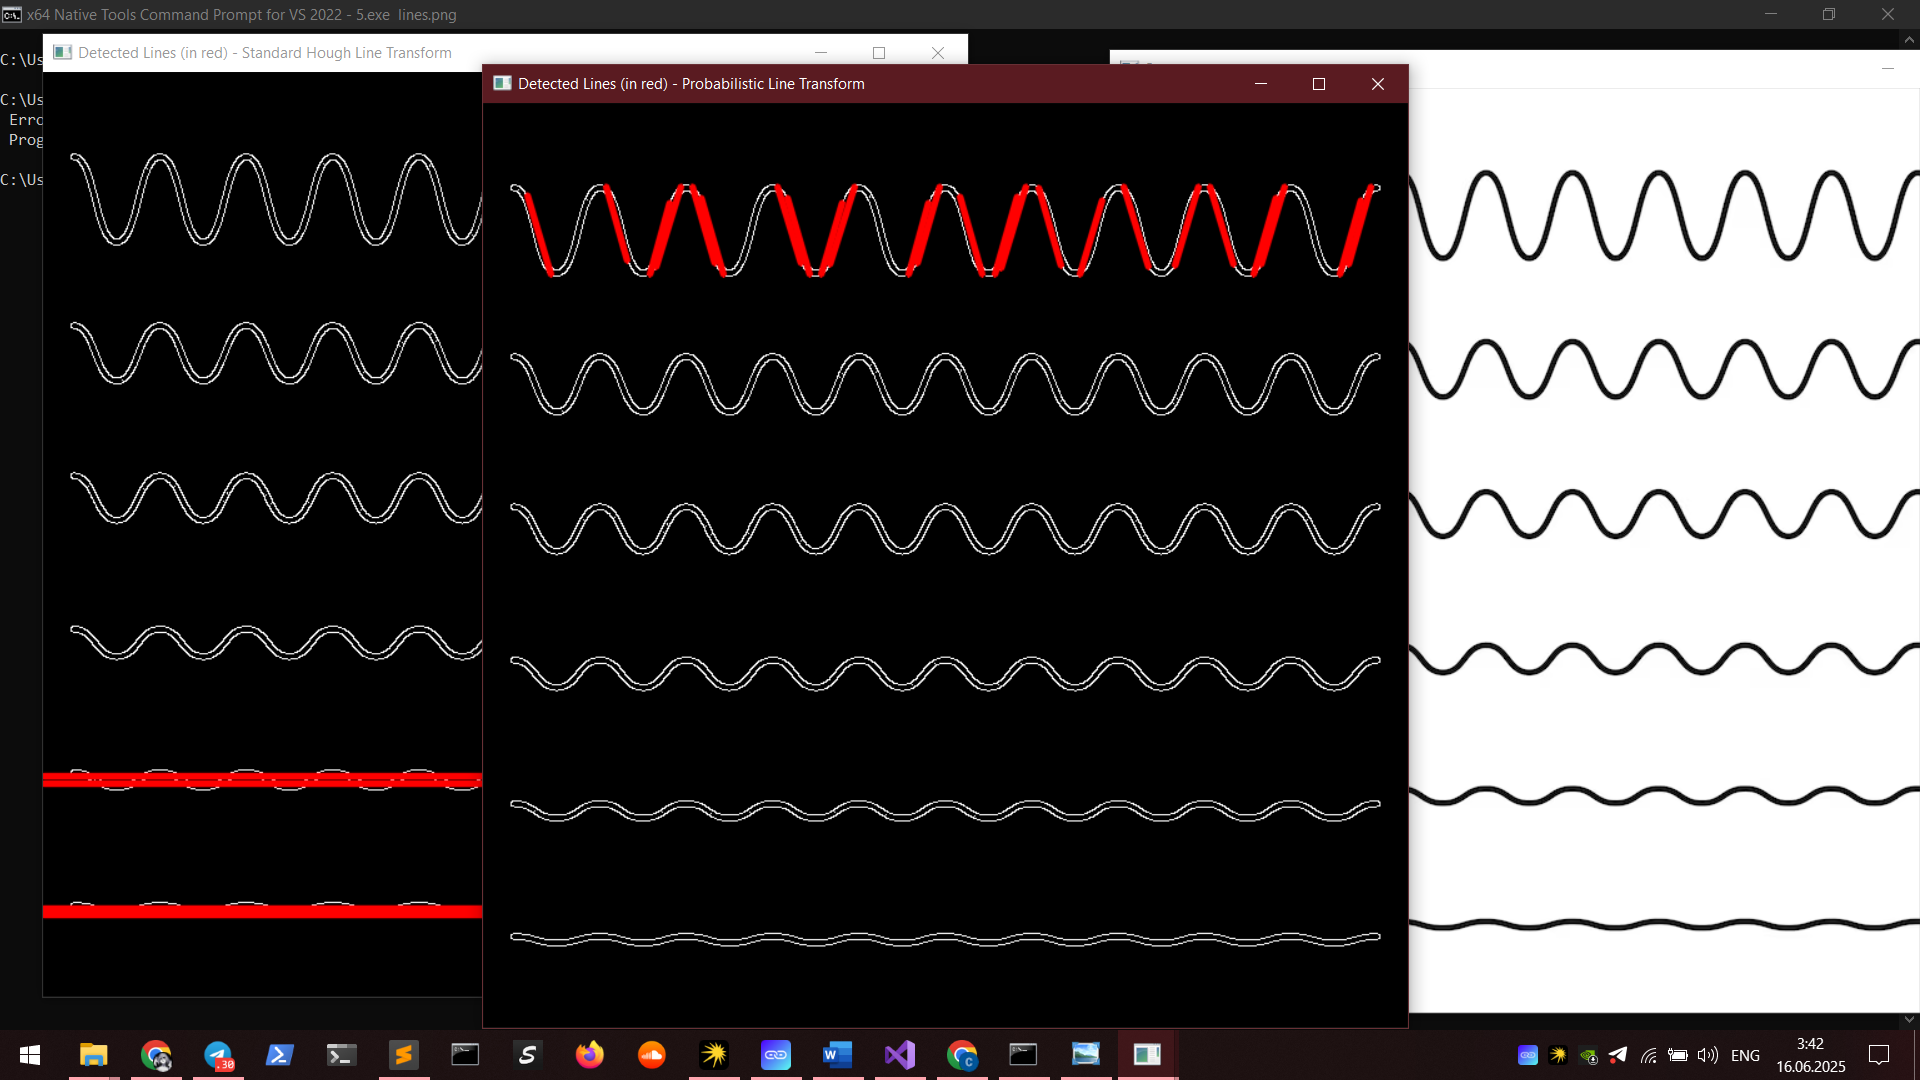 x64 Native Tools Command Prompt for VS 2022 - 5.exe  lines.png
Detected Lines (in red) - Standard Hough Line Transform
Detected Lines (in red) - Probabilistic Line Transform
C:\Us
C:\Us
Erro
Prog
C:\Us
.30
ENG
3:42
16.06.2025